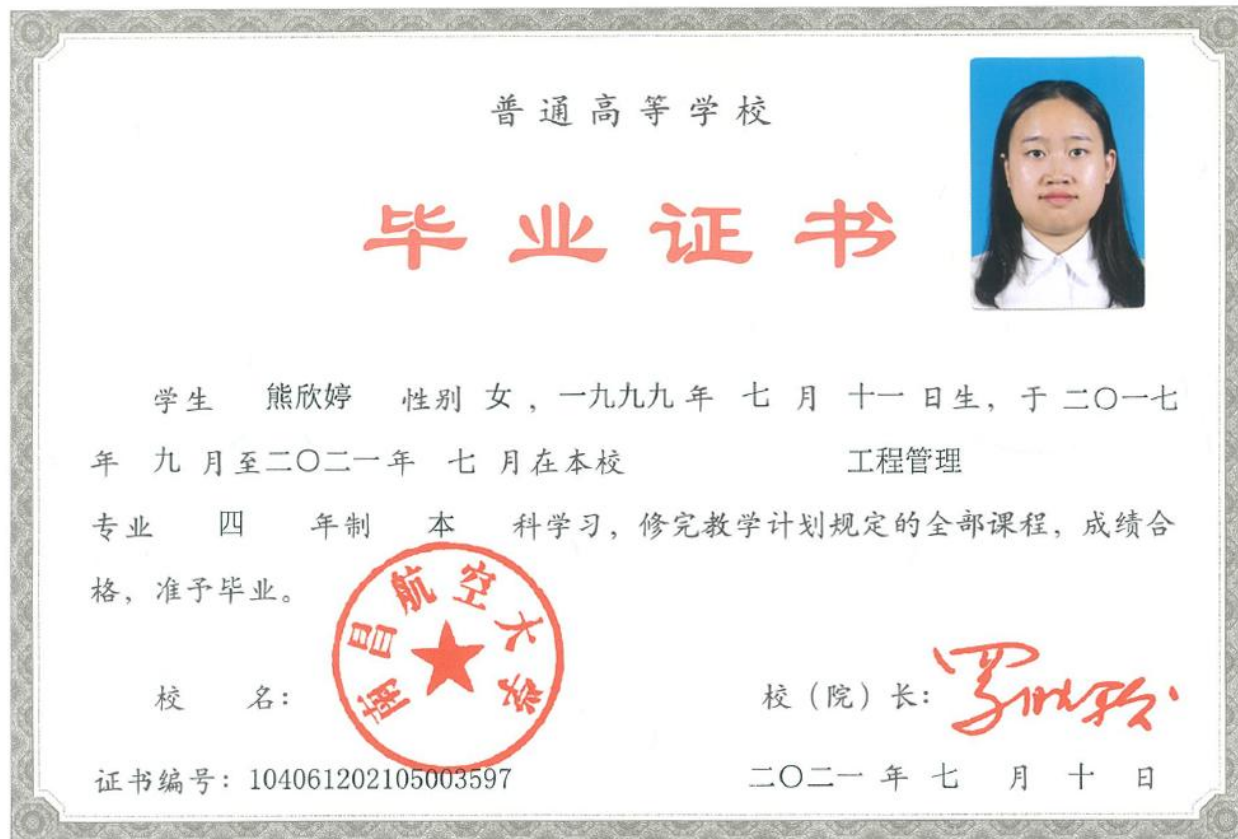 普通高等学校
毕业证书
学生 熊欣婷 性别 女，一九九九年 七 月 十一 日生，于 二〇一七
年 九 月至二〇二一年 七 月在本校 工程管理
专业 四 年制 本 科学习，修完教学计划规定的全部课程，成绩合
格，准予毕业。
南昌航空大学
校 名： 校（院）长：
证书编号：104061202105003597 二〇二一 年 七 月 十 日